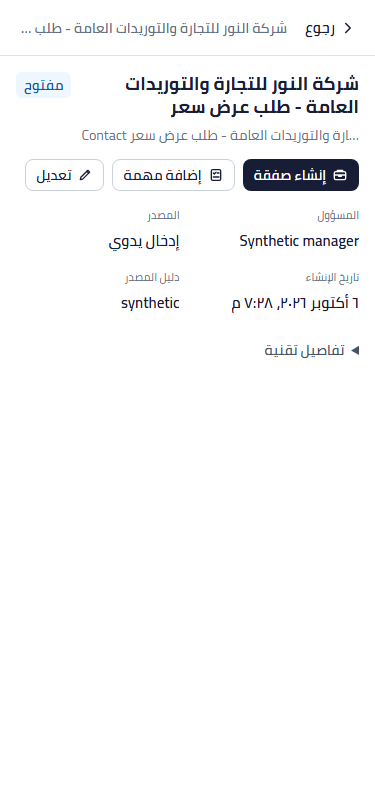 رجوع
شركة النور للتجارة والتوريدات العامة - طلب ...
شركة النور للتجارة والتوريدات العامة - طلب عرض سعر
مفتوح
...ارة والتوريدات العامة - طلب عرض سعر Contact
إنشاء صفقة
إضافة مهمة
تعديل
المسؤول
Synthetic manager
المصدر
إدخال يدوي
تاريخ الإنشاء
٦ أكتوبر ٢٠٢٦, ٧:٢٨ م
دليل المصدر
synthetic
تفاصيل تقنية